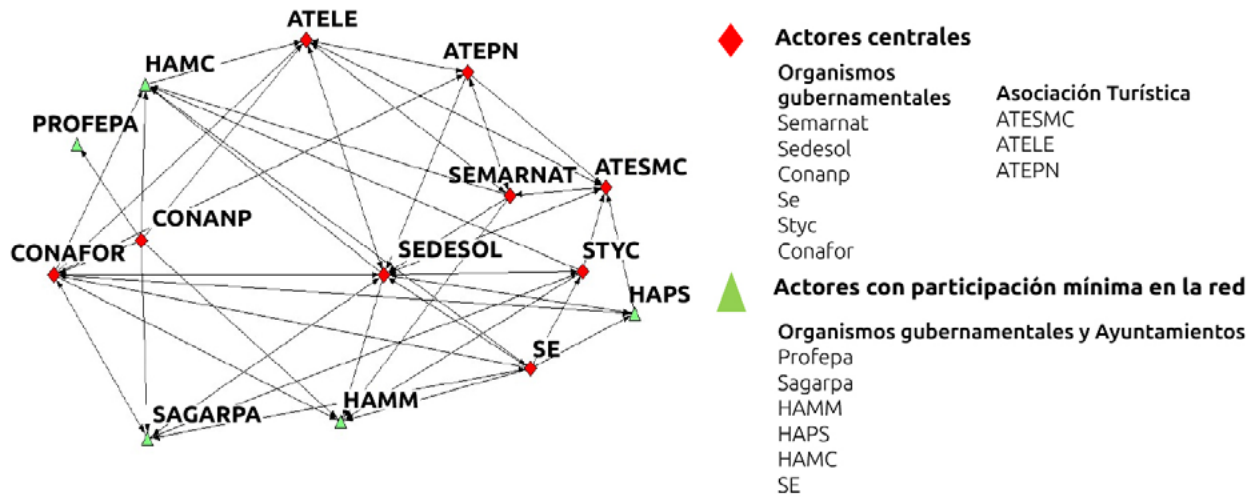 ATELE
ATEPN
HAMC
PROFEPA
SEMARNAT
ATESMC
CONANP
CONAFOR
SEDESOL
STYC
HAPS
SE
SAGARPA
HAMM
Actores centrales
Organismos
gubernamentales
Semarnat
Sedesol
Conanp
Se
Styc
Conafor
Asociación Turística
ATESMC
ATELE
ATEPN
Actores con participación mínima en la red
Organismos gubernamentales y Ayuntamientos
Profepa
Sagarpa
HAMM
HAPS
HAMC
SE